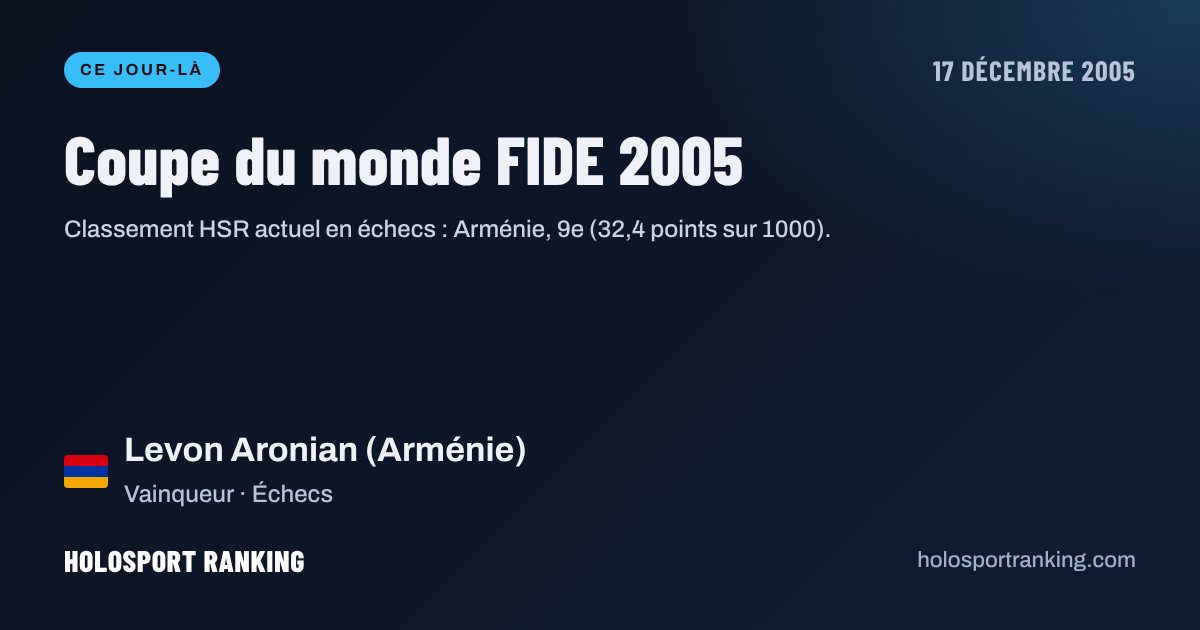 CE JOUR-LÀ
17 DÉCEMBRE 2005
Coupe du monde FIDE 2005
Classement HSR actuel en échecs : Arménie, 9e (32,4 points sur 1000).
Levon Aronian (Arménie)
Vainqueur · Échecs
HOLOSPORT RANKING
holosportranking.com